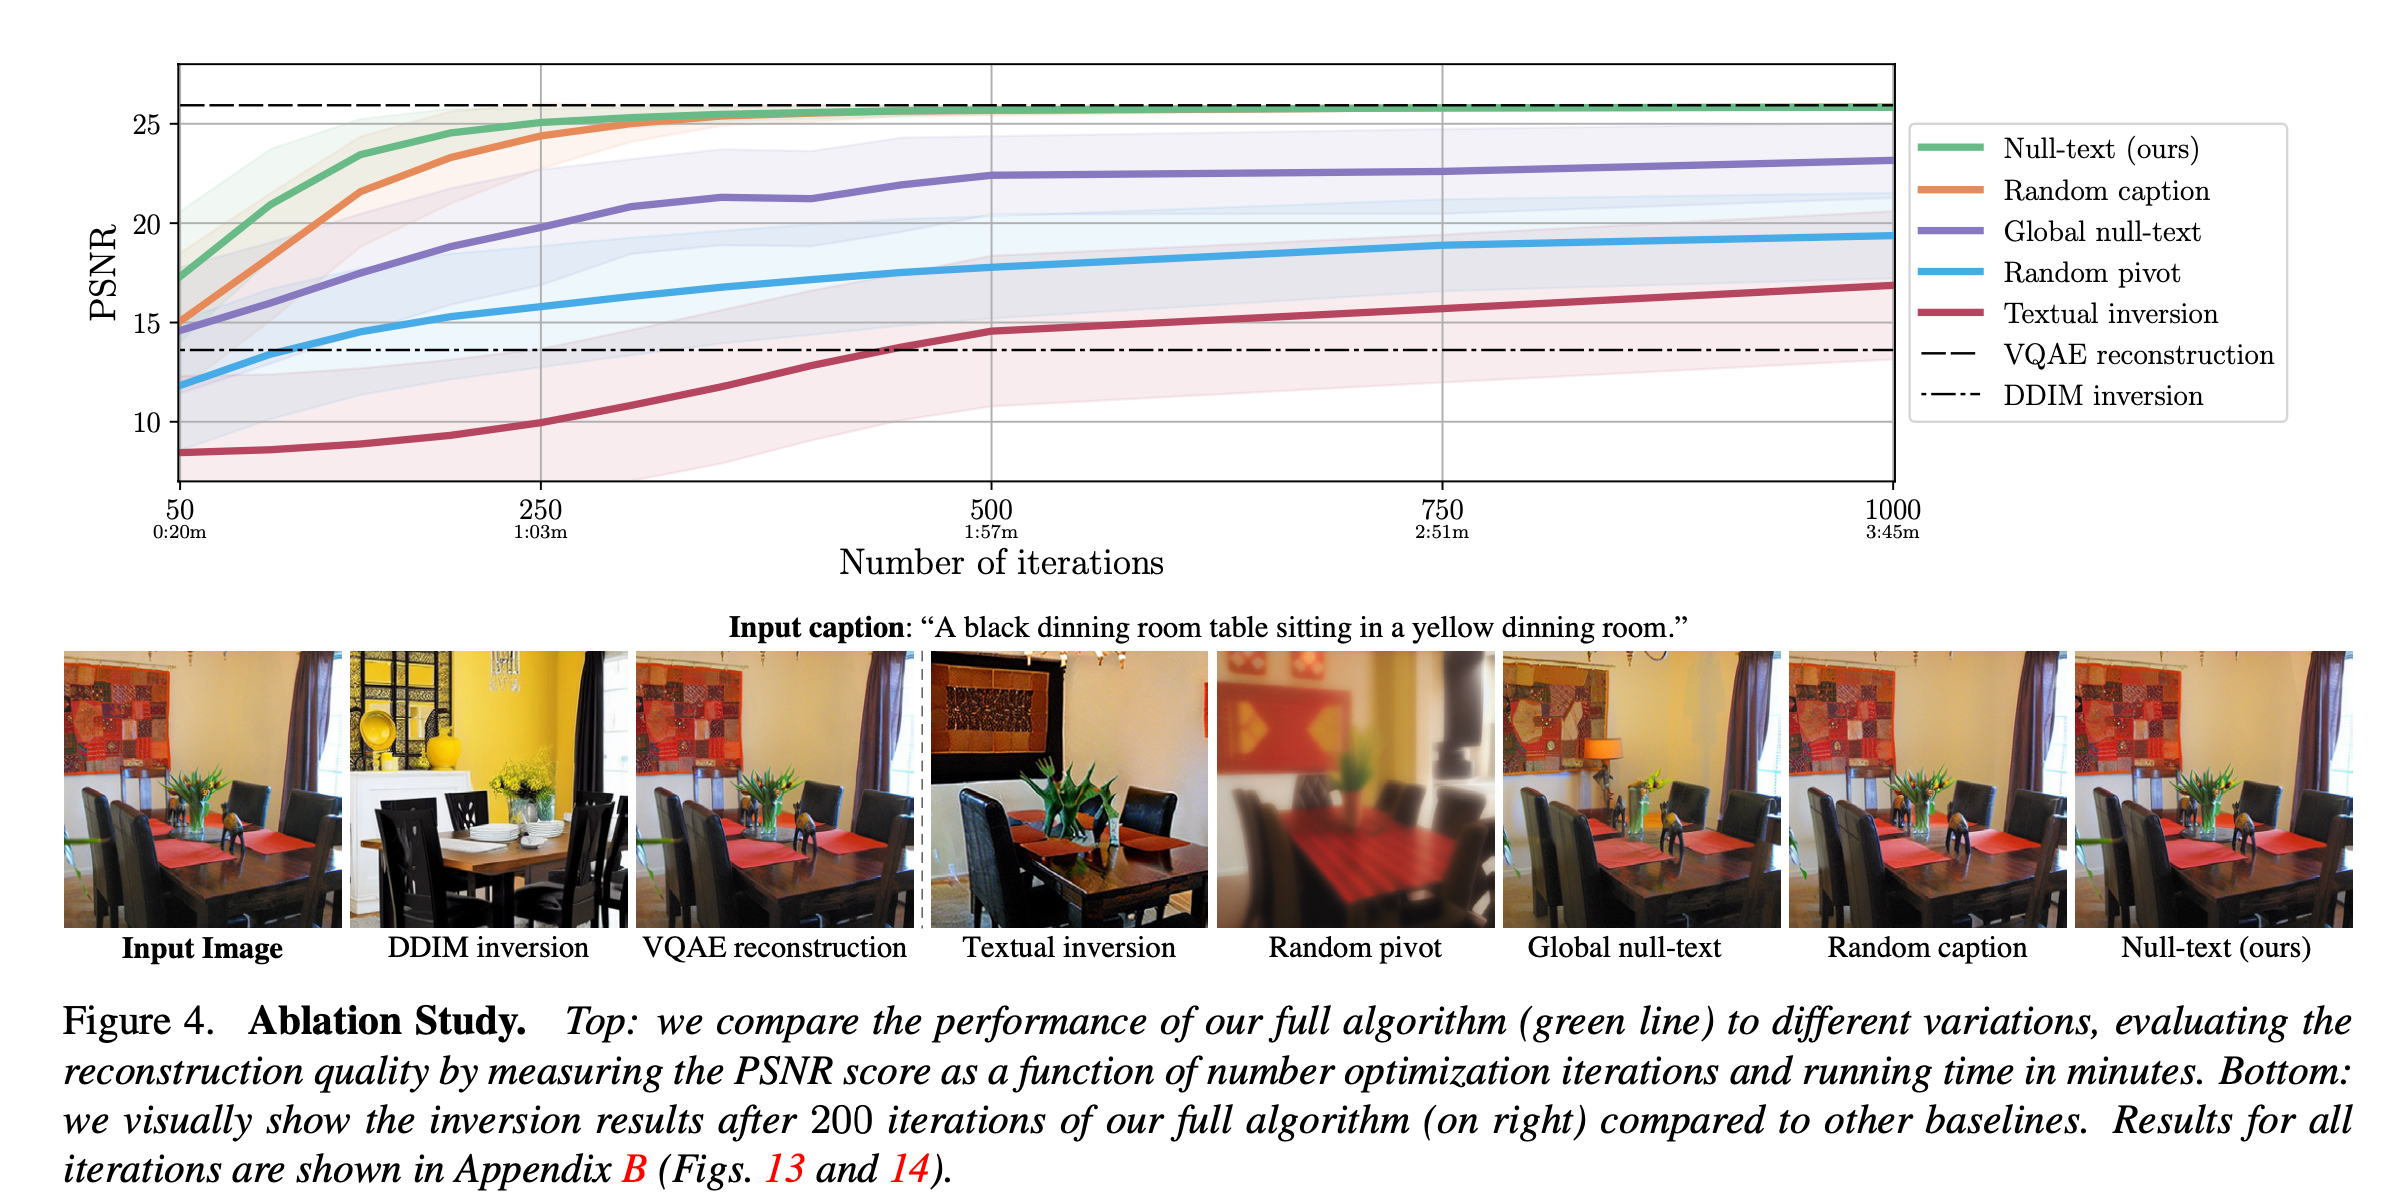 25
20
15
10
PSNR
50
0:20m
250
1:03m
500
1:57m
750
2:51m
1000
3:45m
Number of iterations
Null-text (ours)
Random caption
Global null-text
Random pivot
Textual inversion
VQAE reconstruction
DDIM inversion
Input caption: “A black dinning room table sitting in a yellow dinning room.”
Input Image
DDIM inversion
VQAE reconstruction
Textual inversion
Random pivot
Global null-text
Random caption
Null-text (ours)
Figure 4. Ablation Study. Top: we compare the performance of our full algorithm (green line) to different variations, evaluating the
reconstruction quality by measuring the PSNR score as a function of number optimization iterations and running time in minutes. Bottom:
we visually show the inversion results after 200 iterations of our full algorithm (on right) compared to other baselines. Results for all
iterations are shown in Appendix B (Figs. 13 and 14).